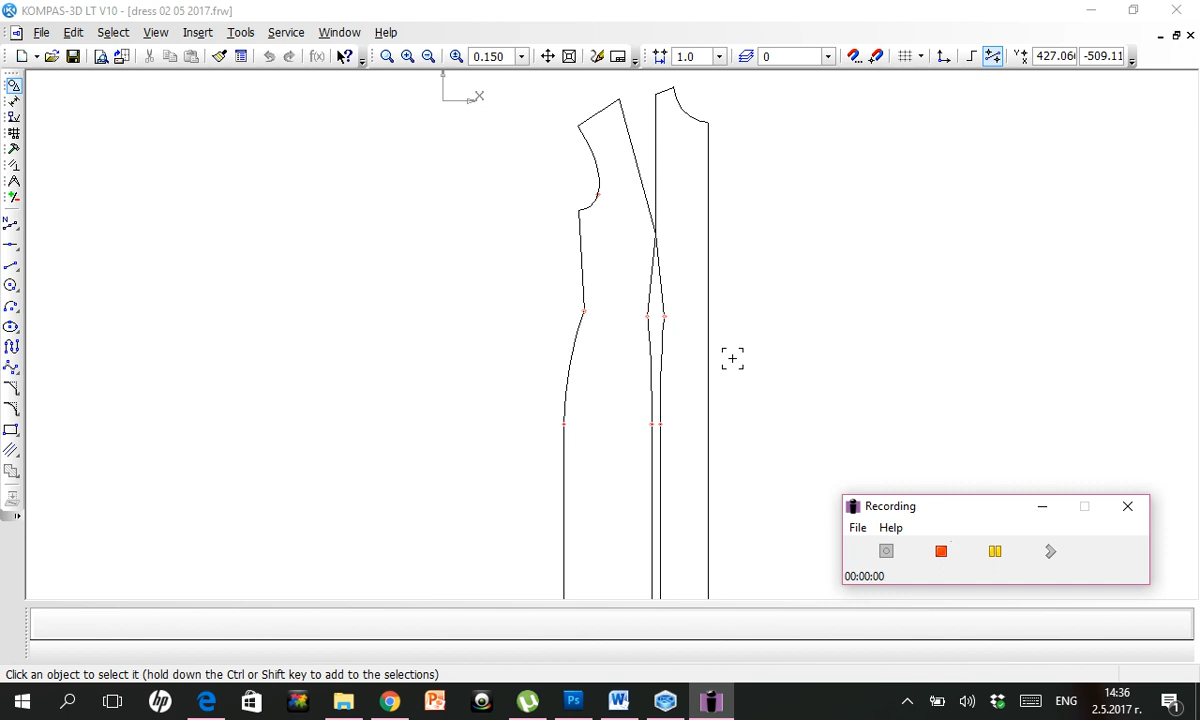 KOMPAS-3D LT V10 - [dress 02 05 2017.frw]
File Edit Select View Insert Tools Service Window Help
f(x) 0.150 1.0 0 427.06 -509.11
X
Recording
File Help
00:00:00
Click an object to select it (hold down the Ctrl or Shift key to add to the selections)
hp Ps ENG 14:36
2.5.2017 г.